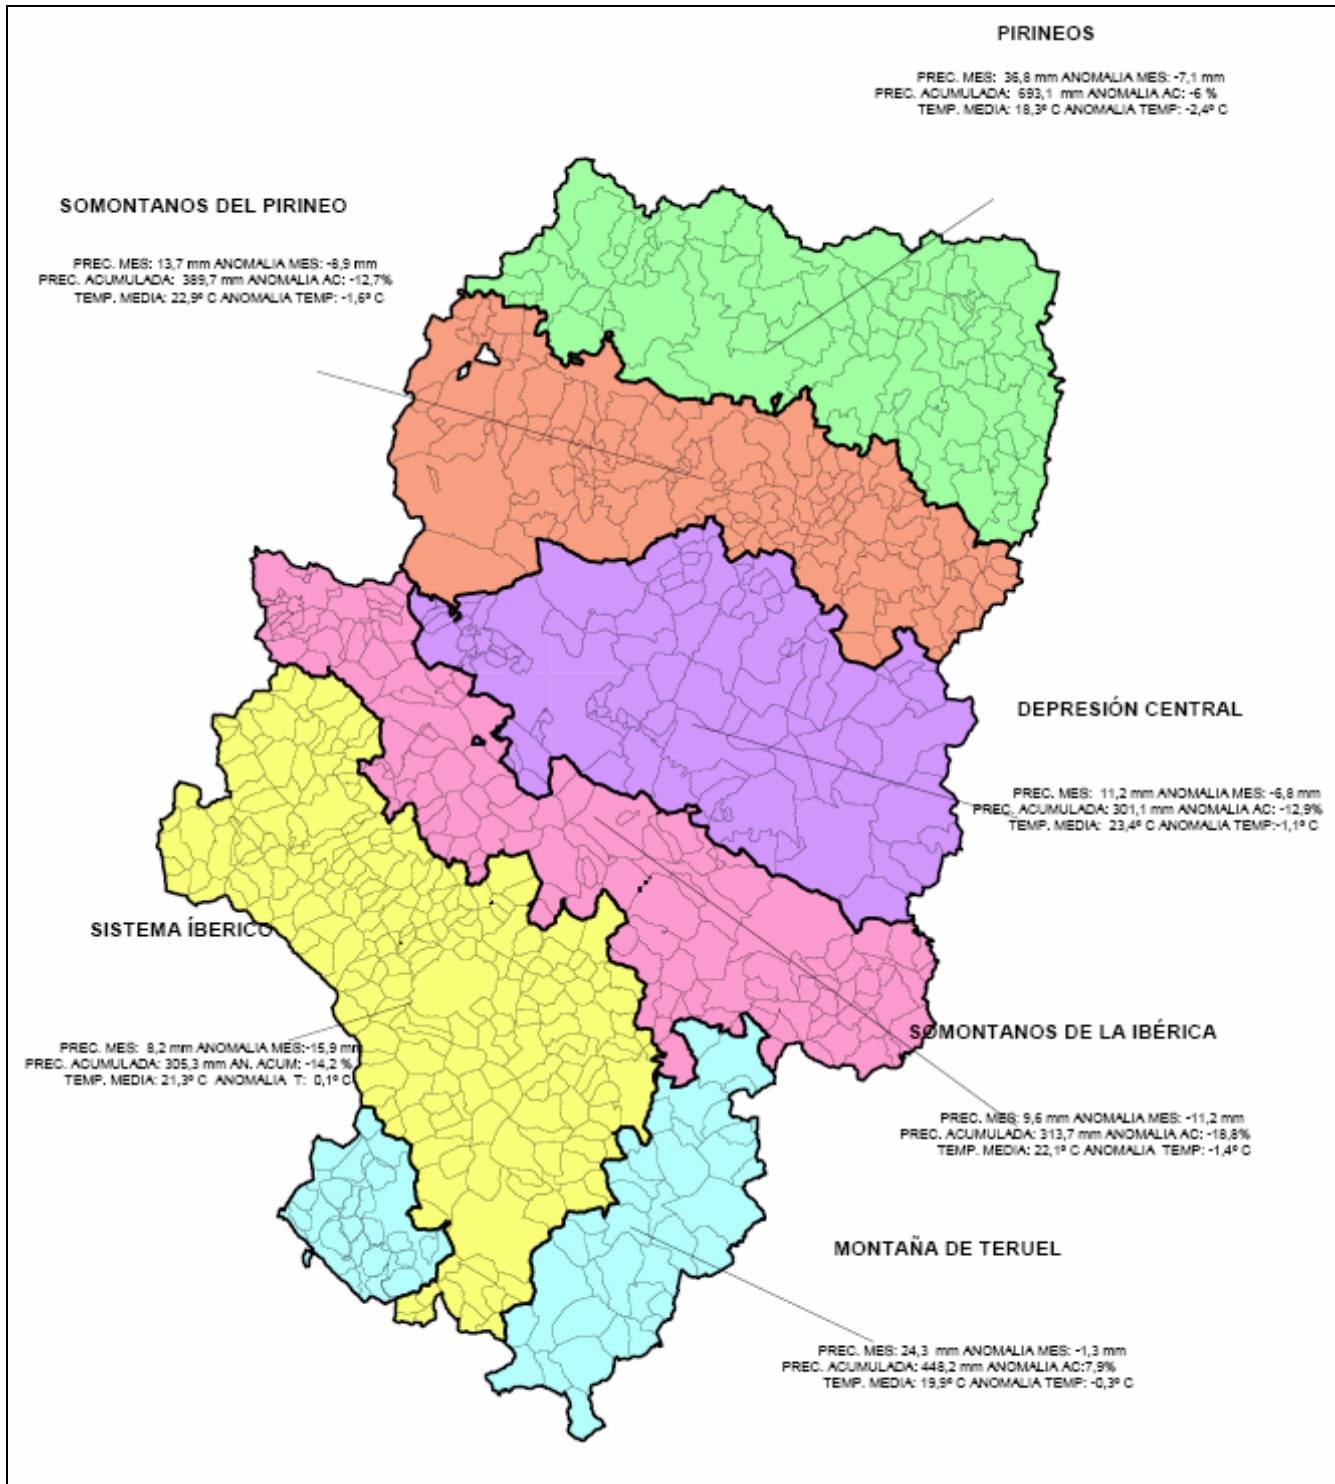 PIRINEOS
PREC. MES: 36,8 mm ANOMALIA MES: -7,1 mm
PREC. ACUMULADA: 693,1 mm ANOMALIA AC: -6 %
TEMP. MEDIA: 18,3º C ANOMALIA TEMP: -2,4º C
SOMONTANOS DEL PIRINEO
PREC. MES: 13,7 mm ANOMALIA MES: -8,9 mm
PREC. ACUMULADA: 389,7 mm ANOMALIA AC: -12,7%
TEMP. MEDIA: 22,9º C ANOMALIA TEMP: -1,6º C
DEPRESIÓN CENTRAL
PREC. MES: 11,2 mm ANOMALIA MES: -6,8 mm
PREC. ACUMULADA: 301,1 mm ANOMALIA AC: -12,9%
TEMP. MEDIA: 23,4º C ANOMALIA TEMP:-1,1º C
SISTEMA ÍBERICO
PREC. MES: 8,2 mm ANOMALIA MES:-15,9 mm
PREC. ACUMULADA: 305,3 mm AN. ACUM: -14,2 %
TEMP. MEDIA: 21,3º C ANOMALIA T: 0,1º C
SOMONTANOS DE LA IBÉRICA
PREC. MES: 9,6 mm ANOMALIA MES: -11,2 mm
PREC. ACUMULADA: 313,7 mm ANOMALIA AC: -18,8%
TEMP. MEDIA: 22,1º C ANOMALIA TEMP: -1,4º C
MONTAÑA DE TERUEL
PREC. MES: 24,3 mm ANOMALIA MES: -1,3 mm
PREC. ACUMULADA: 448,2 mm ANOMALIA AC:7,9%
TEMP. MEDIA: 19,9º C ANOMALIA TEMP: -0,3º C